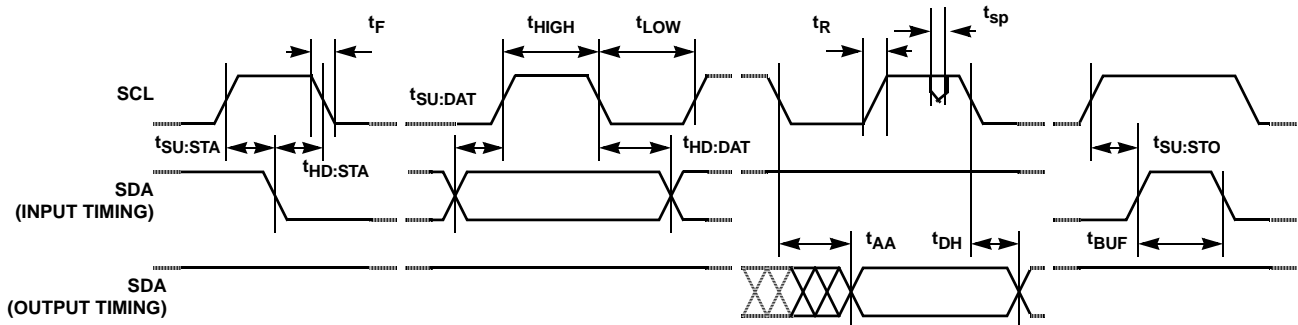 tF
tHIGH
tLOW
tR
tsp
SCL
tSU:DAT
tSU:STA
tHD:STA
tHD:DAT
tSU:STO
SDA
(INPUT TIMING)
tAA
tDH
tBUF
SDA
(OUTPUT TIMING)